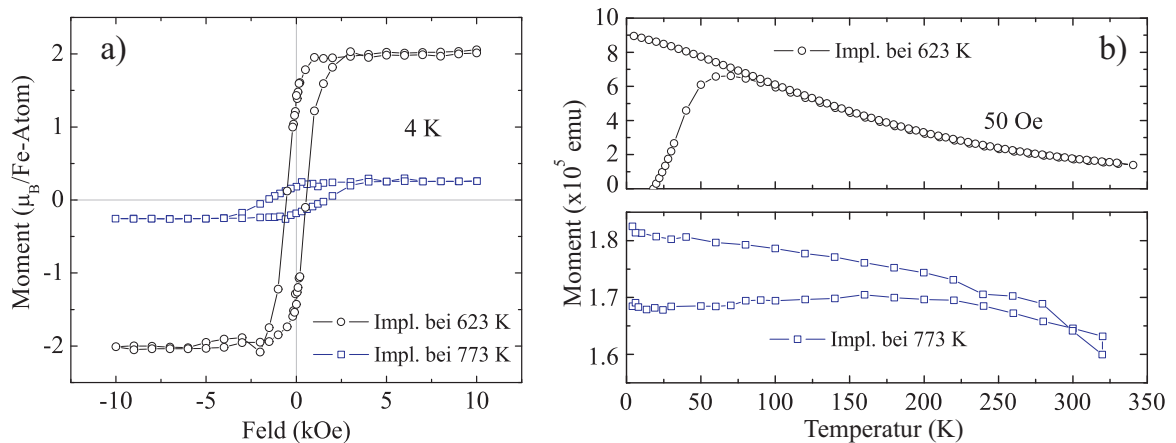 a)
Moment (μB/Fe-Atom)
2
1
0
-1
-2
4 K
Impl. bei 623 K
Impl. bei 773 K
-10 -5 0 5 10
Feld (kOe)
b)
Moment (x10⁵ emu)
10
8
6
4
2
0
Impl. bei 623 K
50 Oe
1.8
1.7
1.6
Impl. bei 773 K
0 50 100 150 200 250 300 350
Temperatur (K)